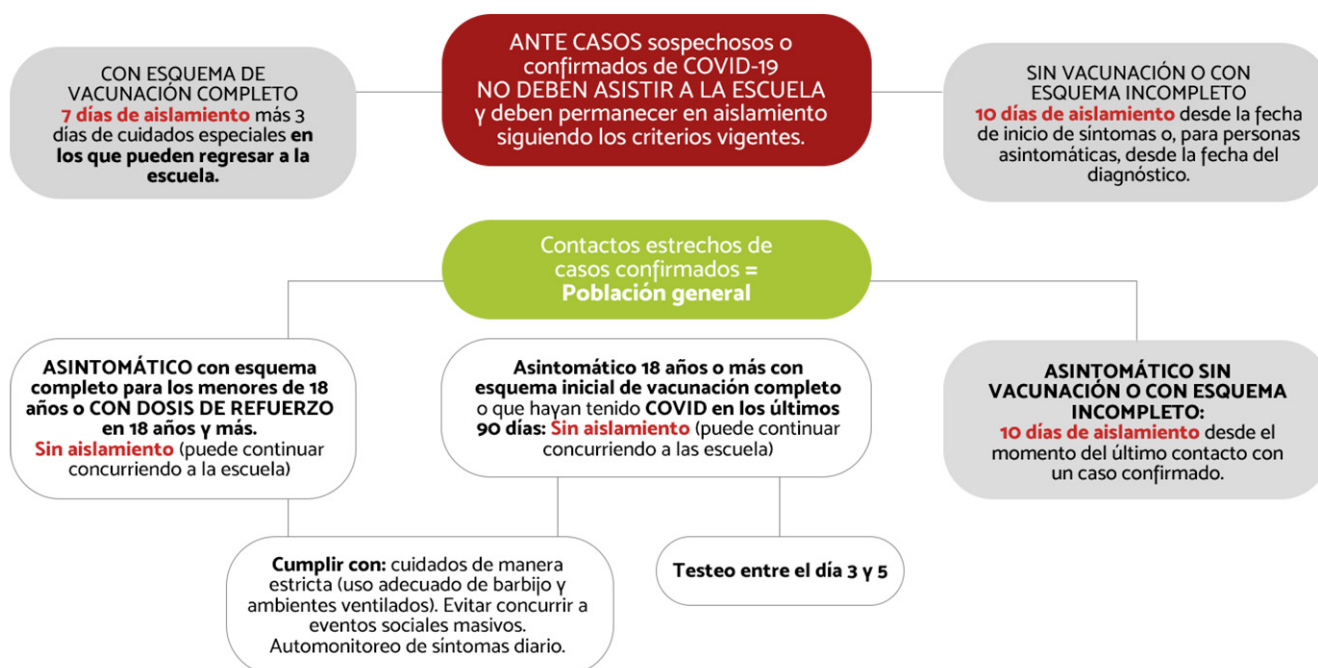 CON ESQUEMA DE
VACUNACIÓN COMPLETO
7 días de aislamiento más 3
días de cuidados especiales en
los que pueden regresar a la
escuela.
ANTE CASOS sospechosos o
confirmados de COVID-19
NO DEBEN ASISTIR A LA ESCUELA
y deben permanecer en aislamiento
siguiendo los criterios vigentes.
SIN VACUNACIÓN O CON
ESQUEMA INCOMPLETO
10 días de aislamiento desde la fecha
de inicio de síntomas o, para personas
asintomáticas, desde la fecha del
diagnóstico.
Contactos estrechos de
casos confirmados =
Población general
ASINTOMÁTICO con esquema
completo para los menores de 18
años o CON DOSIS DE REFUERZO
en 18 años y más.
Sin aislamiento (puede continuar
concurriendo a la escuela)
Asintomático 18 años o más con
esquema inicial de vacunación completo
o que hayan tenido COVID en los últimos
90 días: Sin aislamiento (puede continuar
concurriendo a las escuela)
ASINTOMÁTICO SIN
VACUNACIÓN O CON ESQUEMA
INCOMPLETO:
10 días de aislamiento desde el
momento del último contacto con
un caso confirmado.
Cumplir con: cuidados de manera
estricta (uso adecuado de barbijo y
ambientes ventilados). Evitar concurrir a
eventos sociales masivos.
Automonitoreo de síntomas diario.
Testeo entre el día 3 y 5